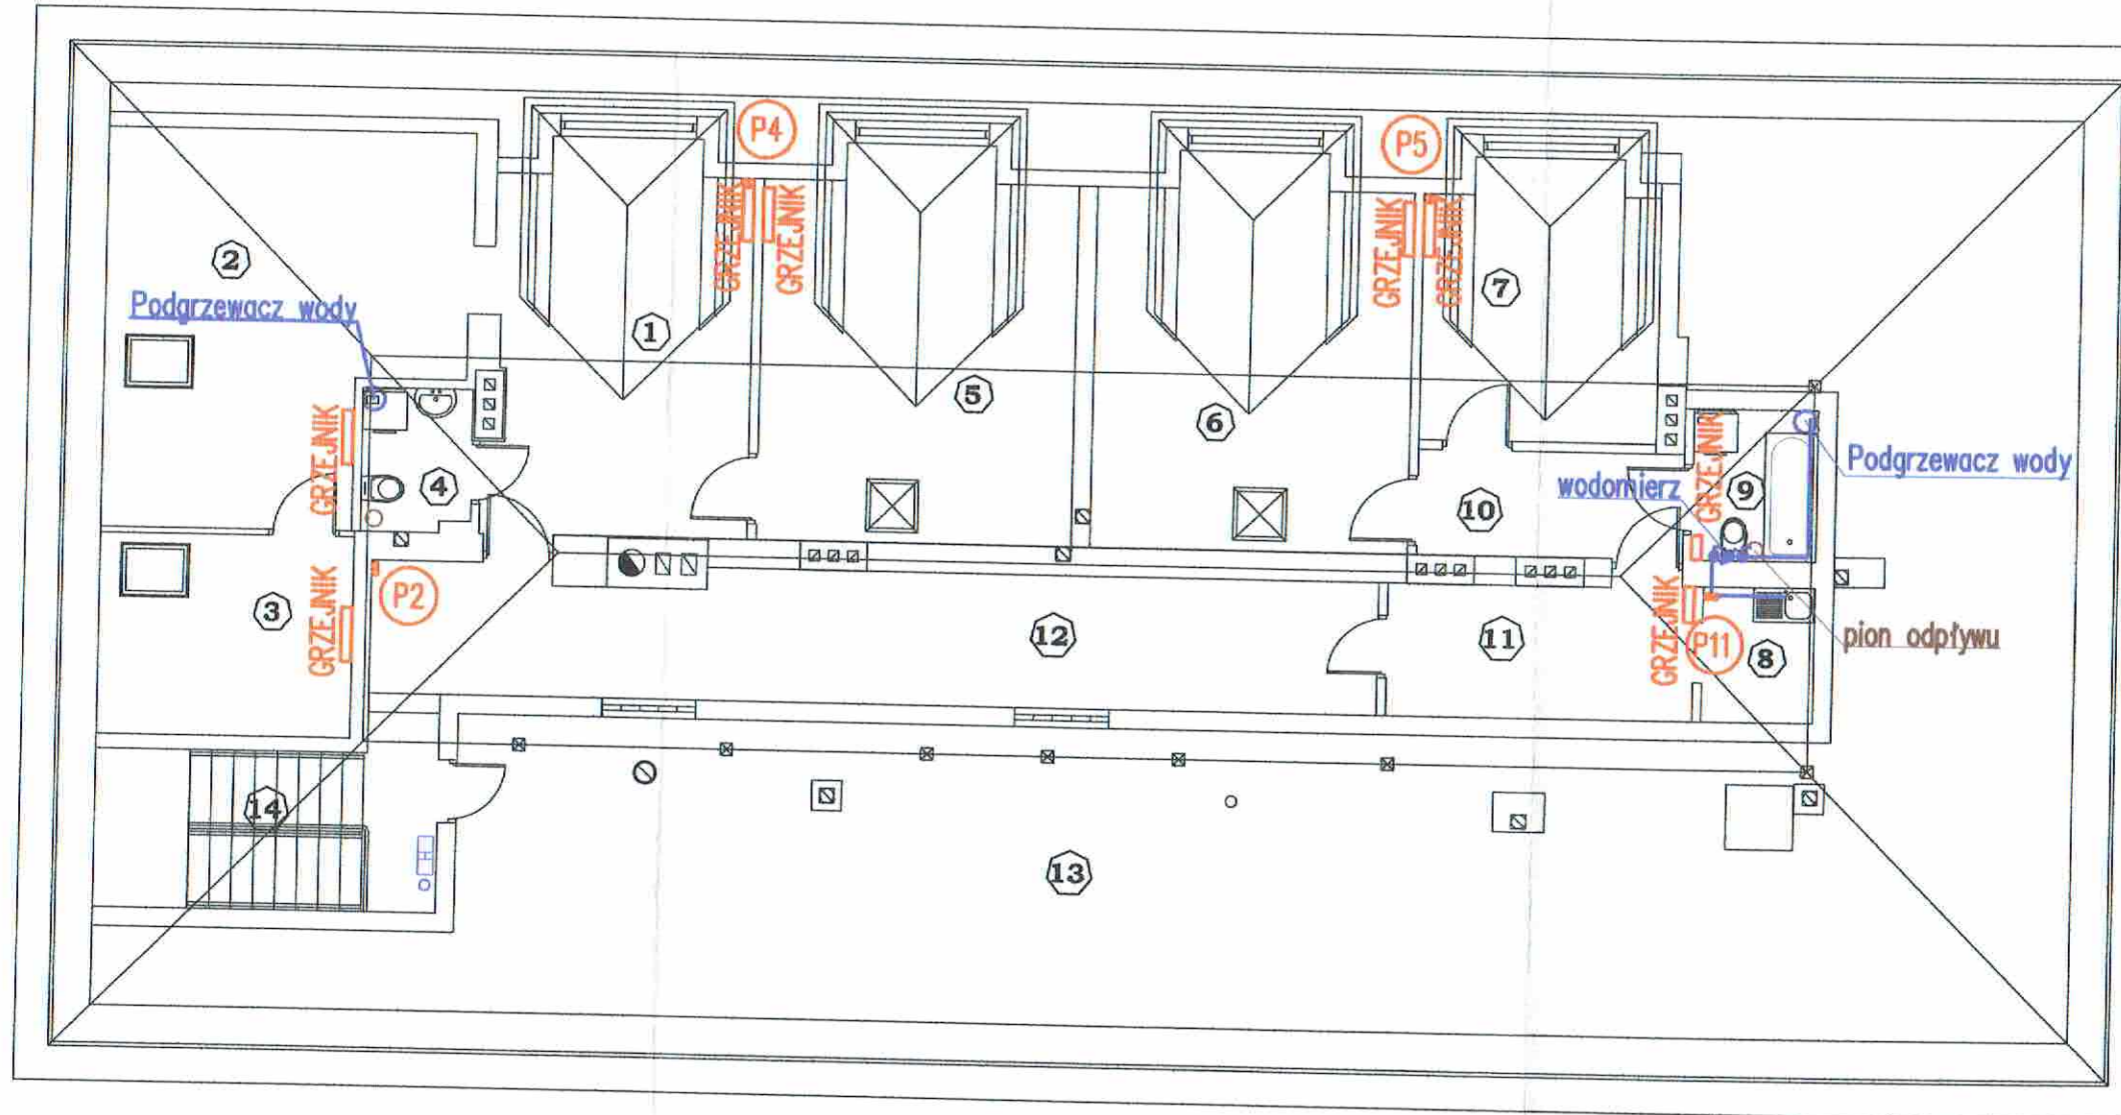 P4
P5
GRZEJNIK
GRZEJNIK
GRZEJNIK
GRZEJNIK
2
7
Podgrzewacz wody
1
5
6
GRZEJNIK
GRZEJNIK
4
9
Podgrzewacz wody
wodomierz
10
P2
3
GRZEJNIK
12
11
GRZEJNIK
P11
8
pion odpływu
14
13